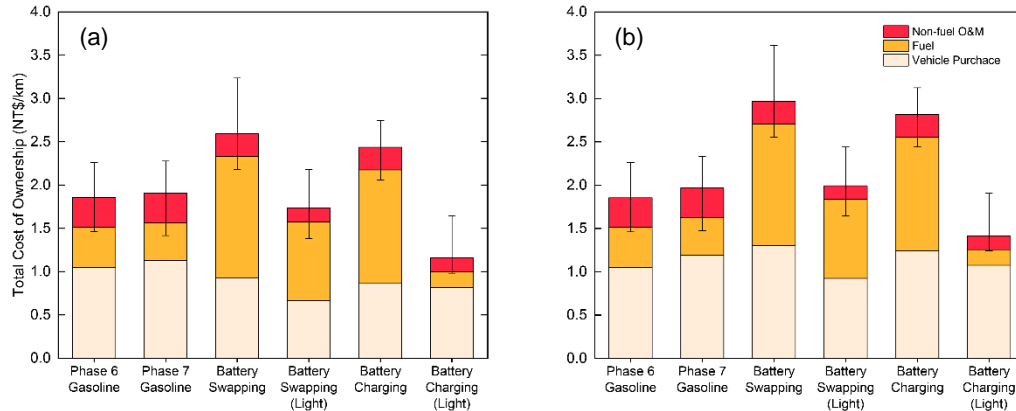 (a)
Total Cost of Ownership (NT$/km)
4.0
3.5
3.0
2.5
2.0
1.5
1.0
0.5
0.0
Phase 6
Gasoline
Phase 7
Gasoline
Battery
Swapping
Battery
Swapping
(Light)
Battery
Charging
Battery
Charging
(Light)
(b)
Non-fuel O&M
Fuel
Vehicle Purchace
4.0
3.5
3.0
2.5
2.0
1.5
1.0
0.5
0.0
Phase 6
Gasoline
Phase 7
Gasoline
Battery
Swapping
Battery
Swapping
(Light)
Battery
Charging
Battery
Charging
(Light)